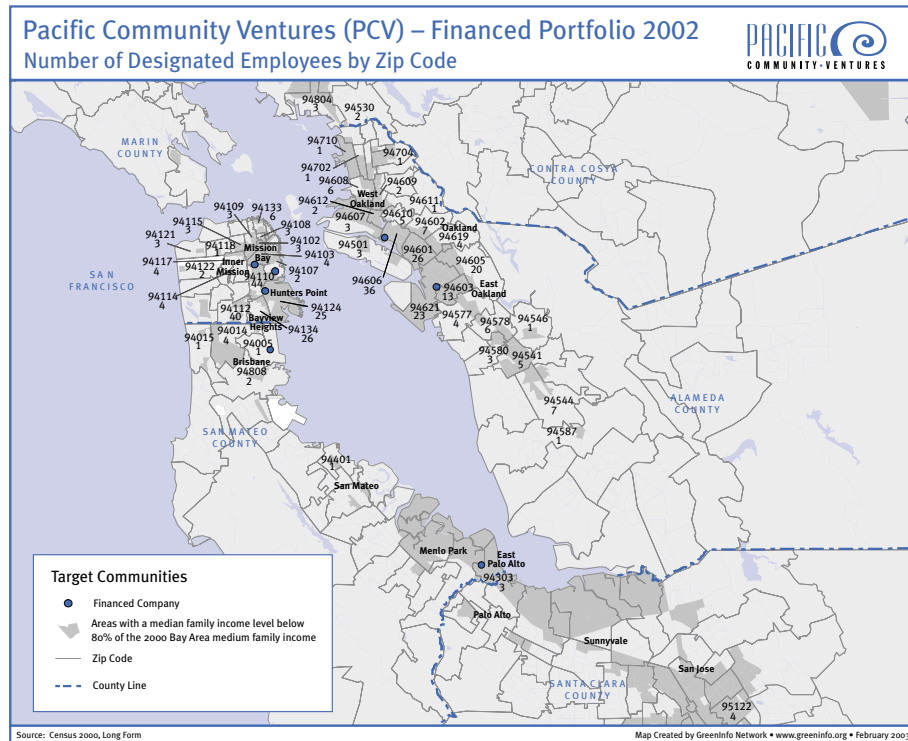 Pacific Community Ventures (PCV) – Financed Portfolio 2002
Number of Designated Employees by Zip Code
PACIFIC
COMMUNITY•VENTURES
94804
3
94530
2
MARIN
COUNTY
94710
1
94704
1
CONTRA COSTA
COUNTY
94702
1
94608
6
94609
2
West
Oakland
94612
2
94611
1
94610
5
94607
3
94602
7
Oakland
94619
4
94109
3
94133
6
94115
3
94108
3
94121
3
94118
1
Mission
Bay
94102
3
94501
3
94601
26
94605
20
94117
4
94122
2
Inner
Mission
94103
4
94107
2
SAN
FRANCISCO
94110
44
94606
36
94603
13
East
Oakland
94114
4
Hunters Point
94112
40
Bayview
Heights
94124
25
94134
26
94621
23
94577
4
94578
6
94546
1
94015
1
94014
4
94005
1
94580
3
94541
5
Brisbane
94808
2
94544
7
ALAMEDA
COUNTY
94587
1
SAN MATEO
COUNTY
94401
1
San Mateo
Menlo Park
East
Palo Alto
94303
3
Palo Alto
Sunnyvale
San Jose
SANTA CLARA
COUNTY
95122
4
Target Communities
Financed Company
Areas with a median family income level below
80% of the 2000 Bay Area medium family income
Zip Code
County Line
Source: Census 2000, Long Form
Map Created by GreenInfo Network • www.greeninfo.org • February 2003